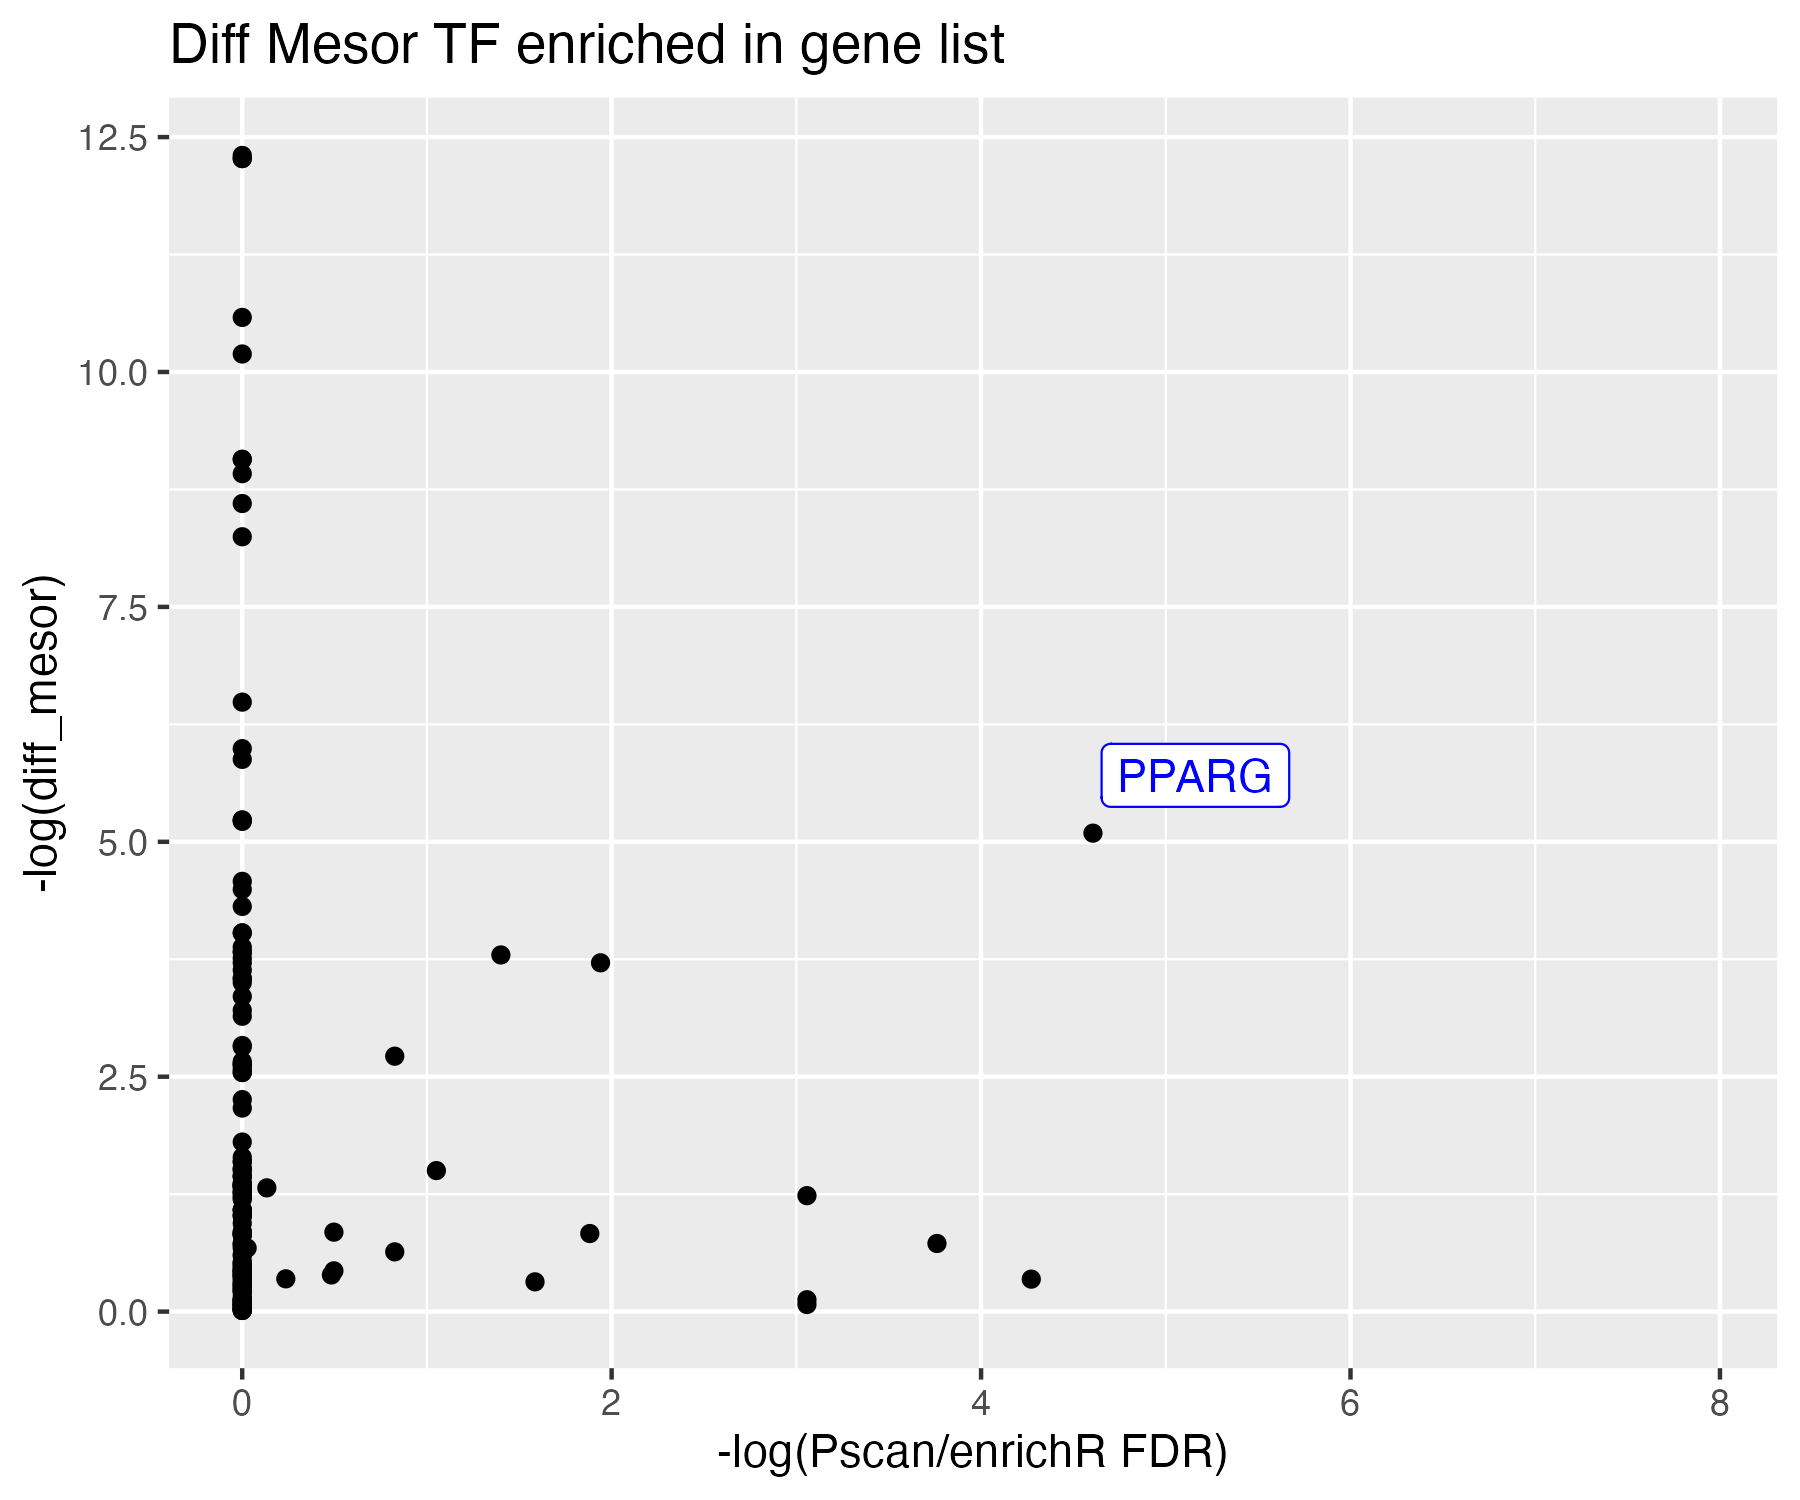 Diff Mesor TF enriched in gene list
12.5
10.0
7.5
5.0
2.5
0.0
-log(diff_mesor)
PPARG
0 2 4 6 8
-log(Pscan/enrichR FDR)